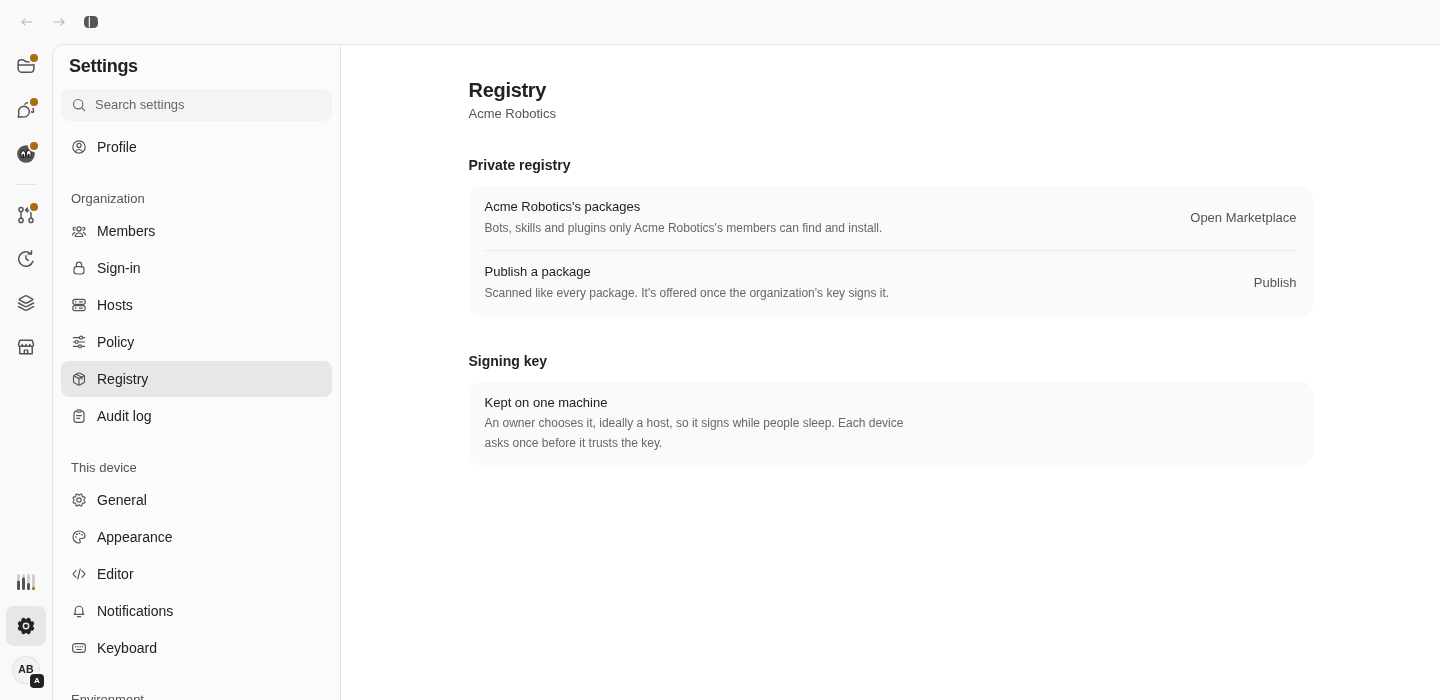 Settings
Search settings
Profile
Organization
Members
Sign-in
Hosts
Policy
Registry
Audit log
This device
General
Appearance
Editor
Notifications
Keyboard
Environment
AB
A
Registry
Acme Robotics
Private registry
Acme Robotics's packages
Bots, skills and plugins only Acme Robotics's members can find and install.
Open Marketplace
Publish a package
Scanned like every package. It's offered once the organization's key signs it.
Publish
Signing key
Kept on one machine
An owner chooses it, ideally a host, so it signs while people sleep. Each device
asks once before it trusts the key.